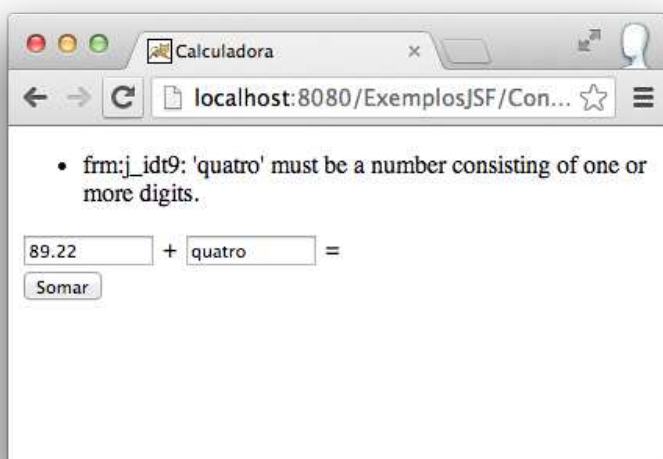 Calculadora
localhost:8080/ExemplosJSF/Con...
frm:j_idt9: 'quatro' must be a number consisting of one or
more digits.
89.22 + quatro =
Somar